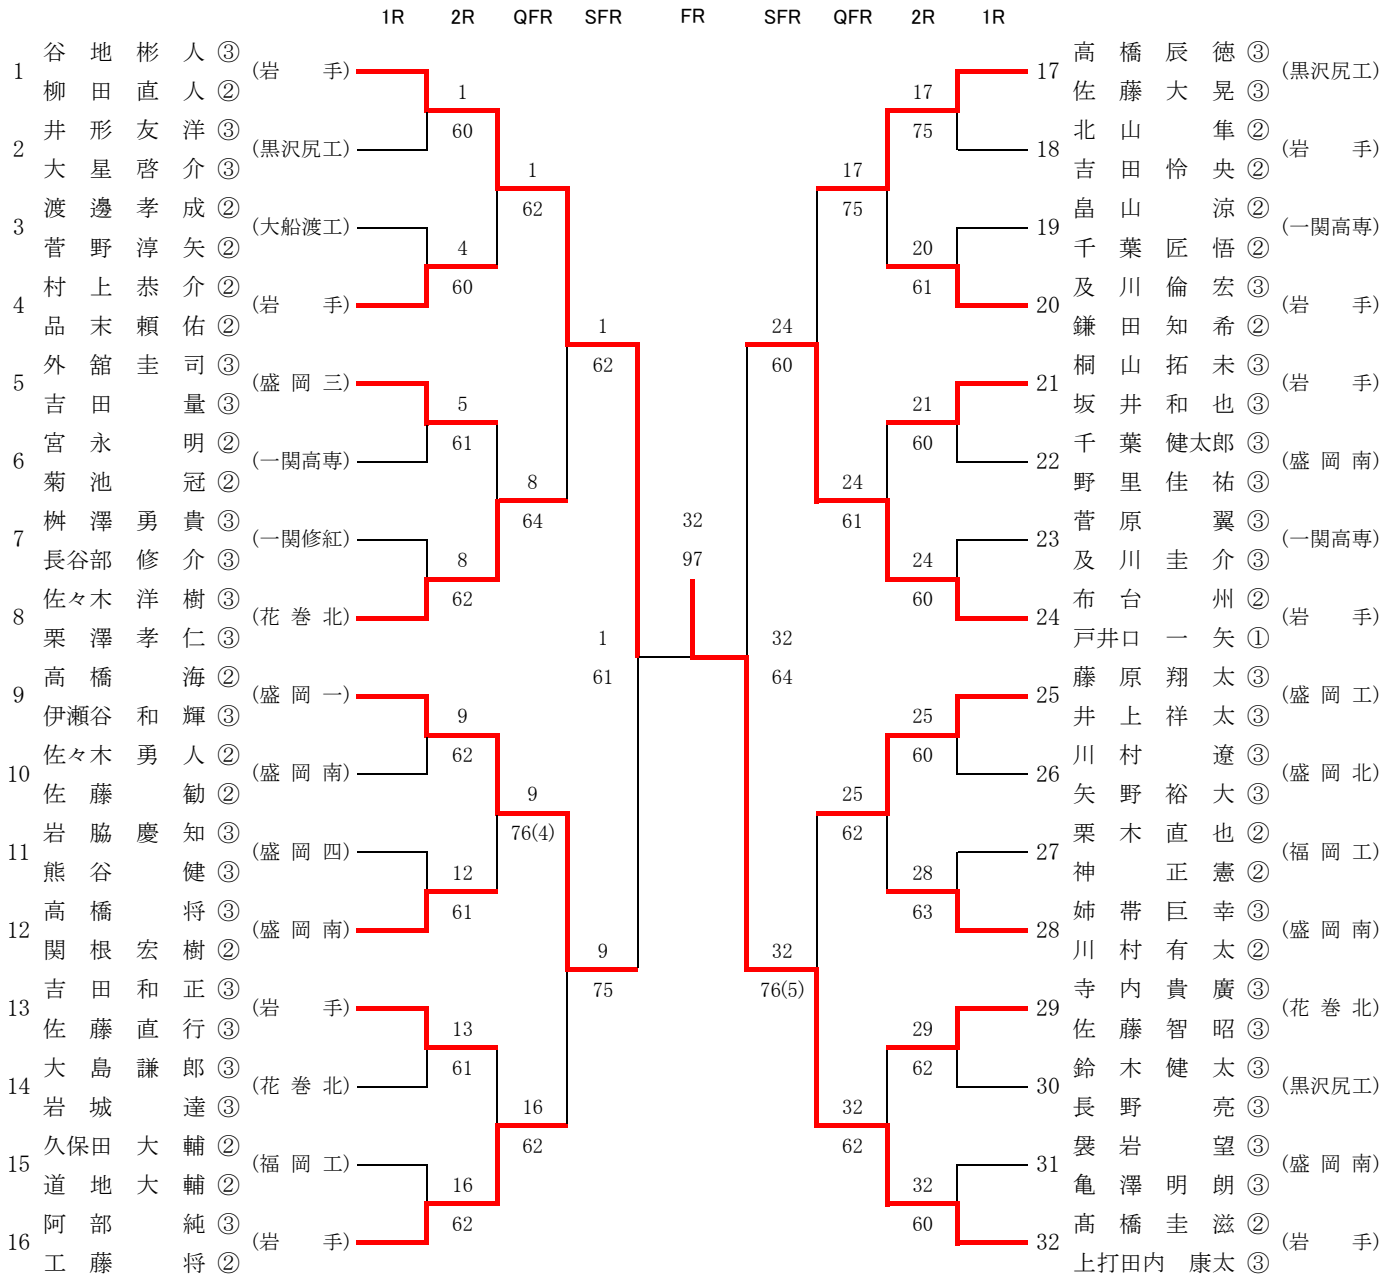 1R 2R QFR SFR FR SFR QFR 2R 1R
1 谷地彬人③ 柳田直人② (岩手)
2 井形友洋③ 大星啓介③ (黒沢尻工)
3 渡邊孝成② 菅野淳矢② (大船渡工)
4 村上恭介② 品末頼佑② (岩手)
5 外舘圭司③ 吉田量③ (盛岡三)
6 宮永明② 菊池冠② (一関高専)
7 桝澤勇貴③ 長谷部修介③ (一関修紅)
8 佐々木洋樹③ 栗澤孝仁③ (花巻北)
9 高橋海② 伊瀬谷和輝③ (盛岡一)
10 佐々木勇人② 佐藤勧② (盛岡南)
11 岩脇慶知③ 熊谷健③ (盛岡四)
12 高橋将③ 関根宏樹② (盛岡南)
13 吉田和正③ 佐藤直行③ (岩手)
14 大島謙郎③ 岩城達③ (花巻北)
15 久保田大輔② 道地大輔② (福岡工)
16 阿部純③ 工藤将② (岩手)
1 60
4 60
5 61
8 62
9 62
12 61
13 61
16 62
1 62
8 64
9 76(4)
16 62
1 62
9 75
1 61
32 97
32 64
24 60
32 76(5)
17 75
24 61
25 62
32 62
17 75
20 61
21 60
24 60
25 60
28 63
29 62
32 60
17 高橋辰徳③ 佐藤大晃③ (黒沢尻工)
18 北山隼② 吉田怜央② (岩手)
19 畠山涼② 千葉匠悟② (一関高専)
20 及川倫宏③ 鎌田知希② (岩手)
21 桐山拓未③ 坂井和也③ (岩手)
22 千葉健太郎③ 野里佳祐③ (盛岡南)
23 菅原翼③ 及川圭介③ (一関高専)
24 布台州② 戸井口一矢① (岩手)
25 藤原翔太③ 井上祥太③ (盛岡工)
26 川村遼③ 矢野裕大③ (盛岡北)
27 栗木直也② 神正憲② (福岡工)
28 姉帯巨幸③ 川村有太② (盛岡南)
29 寺内貴廣③ 佐藤智昭③ (花巻北)
30 鈴木健太③ 長野亮③ (黒沢尻工)
31 袰岩望③ 亀澤明朗③ (盛岡南)
32 髙橋圭滋② 上打田内康太③ (岩手)